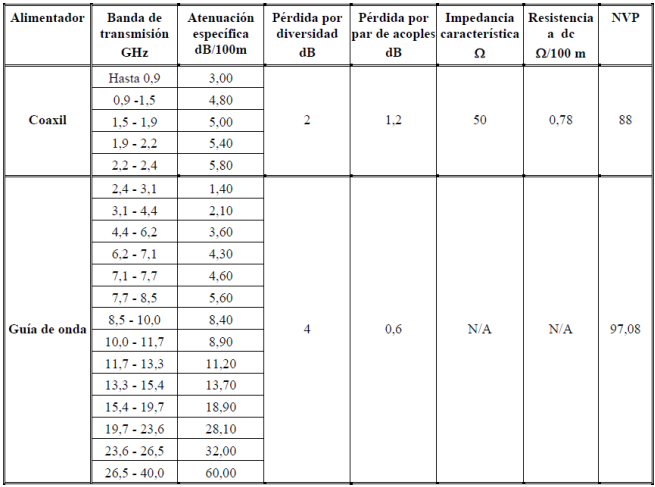 Alimentador | Banda de transmisión GHz | Atenuación específica dB/100m | Pérdida por diversidad dB | Pérdida por par de acoples dB | Impedancia característica Ω | Resistencia a dc Ω/100 m | NVP
Coaxil | Hasta 0,9 | 3,00 | 2 | 1,2 | 50 | 0,78 | 88
0,9 -1,5 | 4,80
1,5 - 1,9 | 5,00
1,9 - 2,2 | 5,40
2,2 - 2,4 | 5,80
Guía de onda | 2,4 - 3,1 | 1,40 | 4 | 0,6 | N/A | N/A | 97,08
3,1 - 4,4 | 2,10
4,4 - 6,2 | 3,60
6,2 - 7,1 | 4,30
7,1 - 7,7 | 4,60
7,7 - 8,5 | 5,60
8,5 - 10,0 | 8,40
10,0 - 11,7 | 8,90
11,7 - 13,3 | 11,20
13,3 - 15,4 | 13,70
15,4 - 19,7 | 18,90
19,7 - 23,6 | 28,10
23,6 - 26,5 | 32,00
26,5 - 40,0 | 60,00